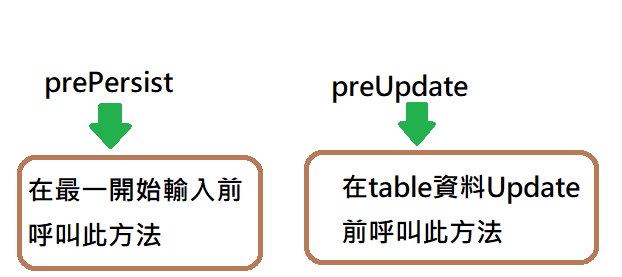 prePersist
在最一開始輸入前
呼叫此方法
preUpdate
在table資料Update
前呼叫此方法